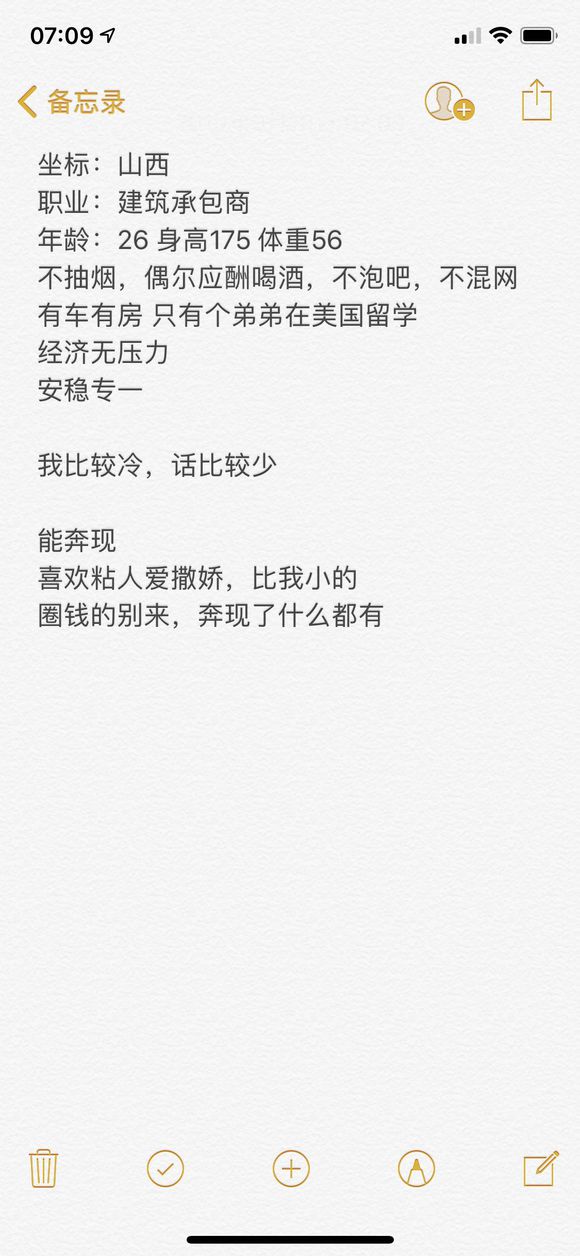 07:09
备忘录
坐标：山西
职业：建筑承包商
年龄：26 身高175 体重56
不抽烟，偶尔应酬喝酒，不泡吧，不混网
有车有房 只有个弟弟在美国留学
经济无压力
安稳专一
我比较冷，话比较少
能奔现
喜欢粘人爱撒娇，比我小的
圈钱的别来，奔现了什么都有